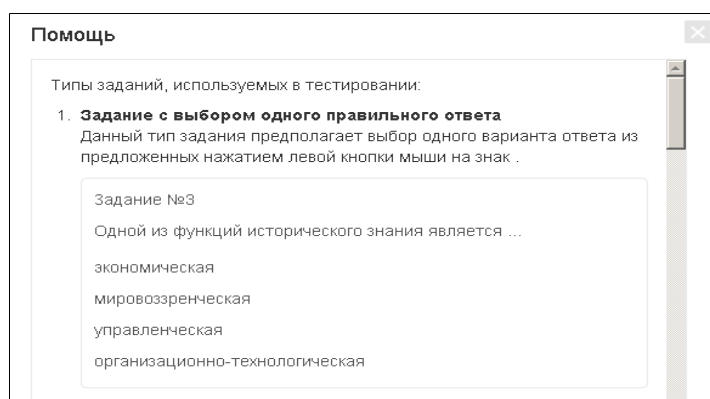 Помощь
Типы заданий, используемых в тестировании:
1. Задание с выбором одного правильного ответа
Данный тип задания предполагает выбор одного варианта ответа из
предложенных нажатием левой кнопки мыши на знак .
Задание №3
Одной из функций исторического знания является ...
экономическая
мировоззренческая
управленческая
организационно-технологическая